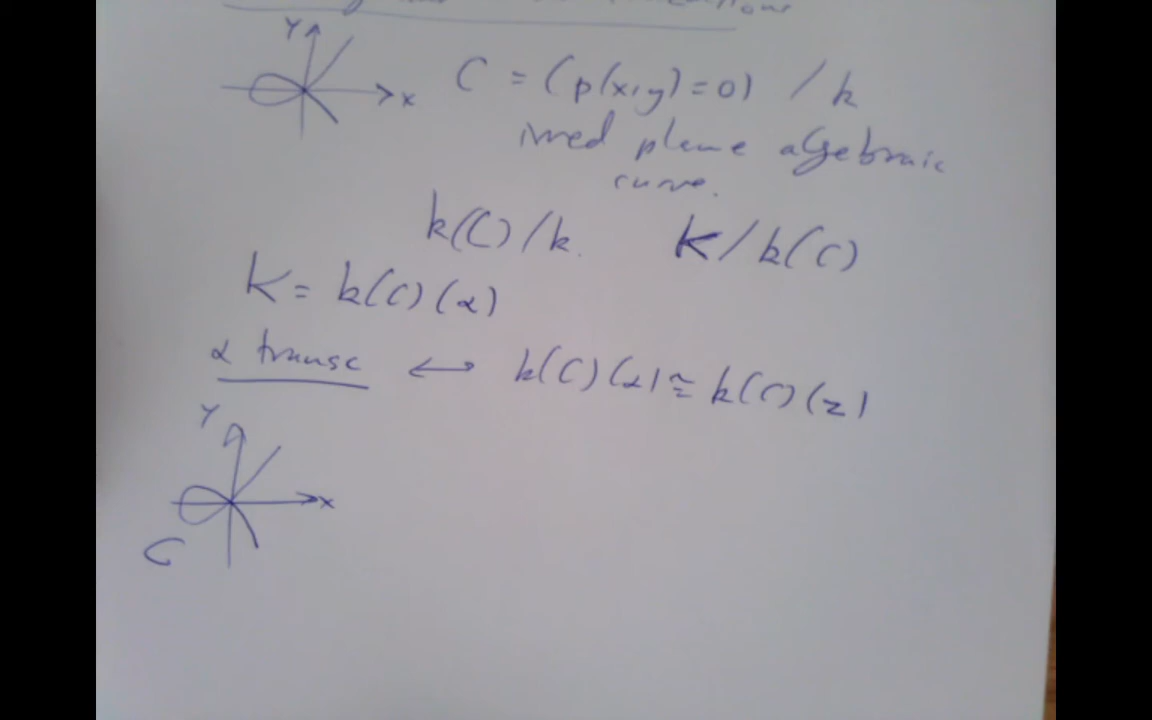 Y
x
C = (p(x,y)=0) / k
irred plane algebraic
curve.
k(C)/k. K/k(C)
K = k(C)(α)
α transc ↔ k(C)(α) ≅ k(C)(z)
Y
x
C